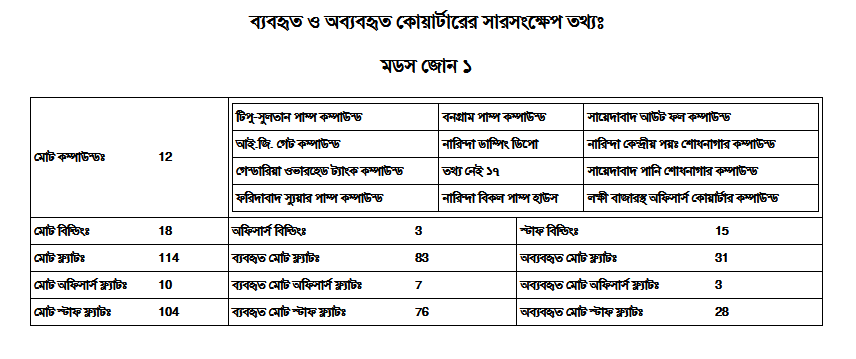 ব্যবহৃত ও অব্যবহৃত কোয়ার্টারের সারসংক্ষেপ তথ্যঃ
মডস জোন ১
মোট কম্পাউন্ডঃ 12
টিপু-সুলতান পাম্প কম্পাউন্ড বনগ্রাম পাম্প কম্পাউন্ড সায়েদাবাদ আউট ফল কম্পাউন্ড
আই.জি. গেট কম্পাউন্ড নারিন্দা ডাম্পিং ডিপো নারিন্দা কেন্দ্রীয় পয়ঃ শোধনাগার কম্পাউন্ড
গেন্ডারিয়া ওভারহেড ট্যাংক কম্পাউন্ড তথ্য নেই ১৭ সায়েদাবাদ পানি শোধনাগার কম্পাউন্ড
ফরিদাবাদ স্যুয়ার পাম্প কম্পাউন্ড নারিন্দা বিকল পাম্প হাউস লক্ষী বাজারস্থ অফিসার্স কোয়ার্টার কম্পাউন্ড
মোট বিল্ডিংঃ 18 অফিসার্স বিল্ডিংঃ 3 স্টাফ বিল্ডিংঃ 15
মোট ফ্ল্যাটঃ 114 ব্যবহৃত মোট ফ্ল্যাটঃ 83 অব্যবহৃত মোট ফ্ল্যাটঃ 31
মোট অফিসার্স ফ্ল্যাটঃ 10 ব্যবহৃত মোট অফিসার্স ফ্ল্যাটঃ 7 অব্যবহৃত মোট অফিসার্স ফ্ল্যাটঃ 3
মোট স্টাফ ফ্ল্যাটঃ 104 ব্যবহৃত মোট স্টাফ ফ্ল্যাটঃ 76 অব্যবহৃত মোট স্টাফ ফ্ল্যাটঃ 28